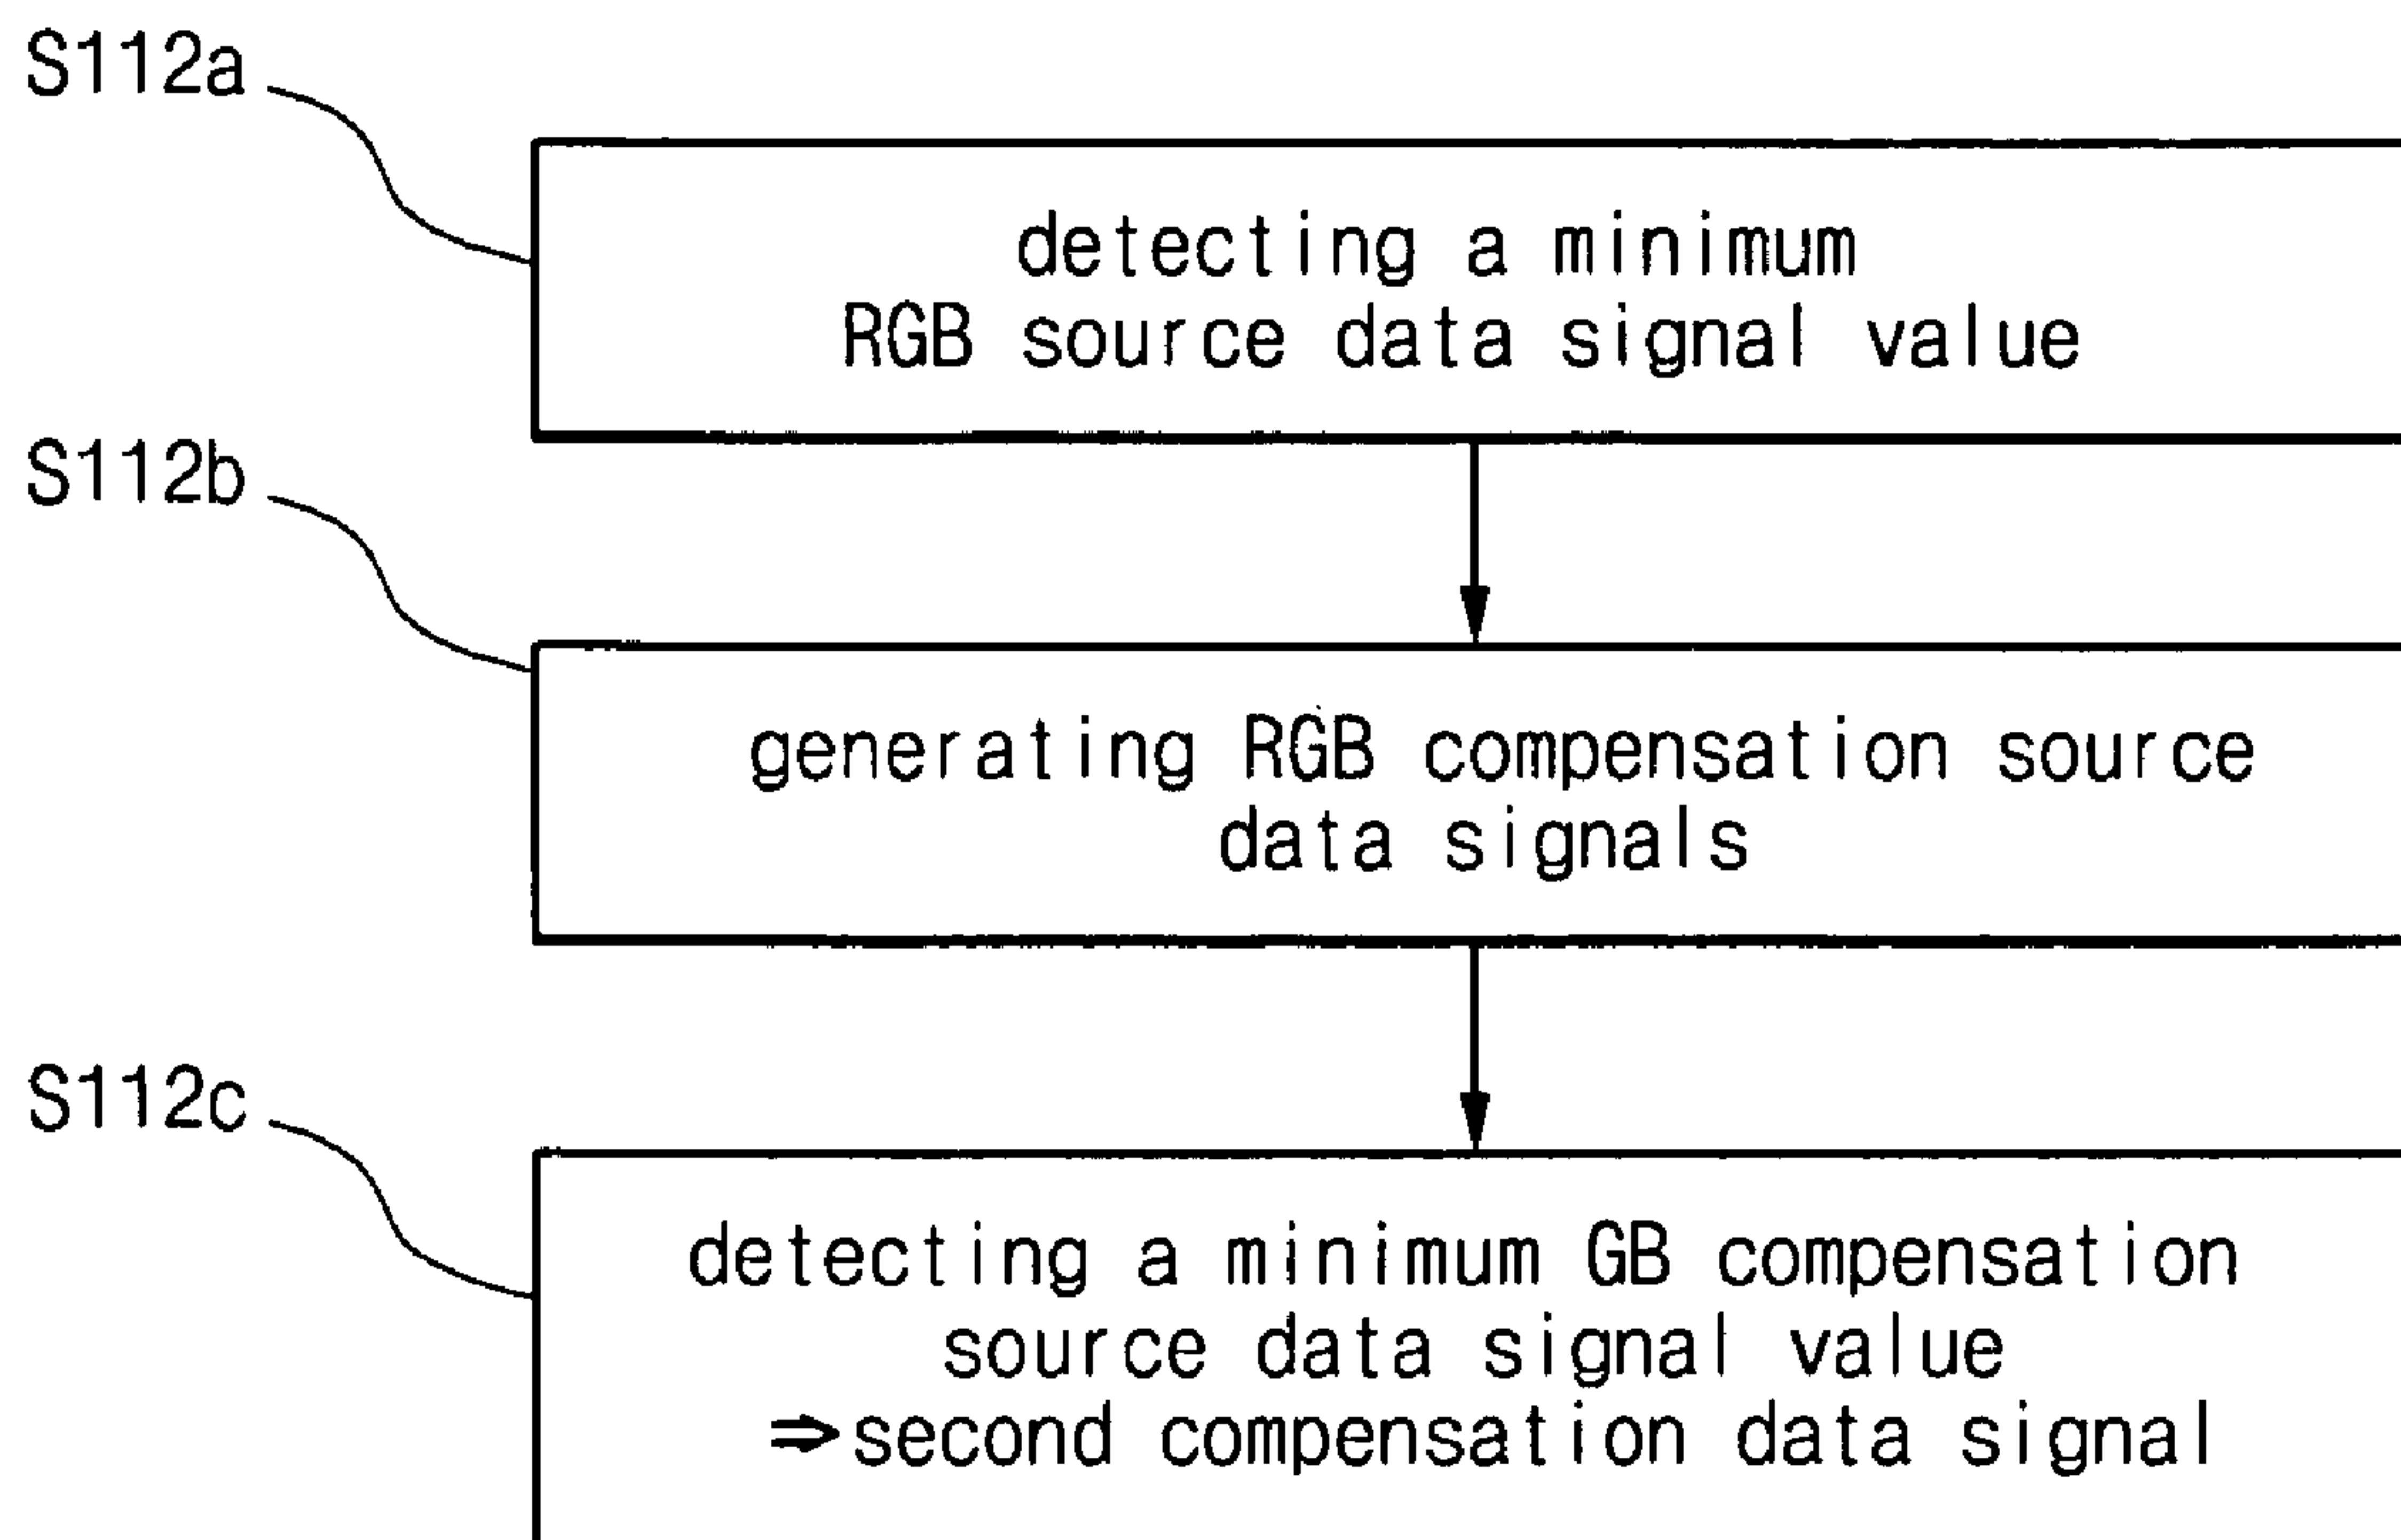 S112a
detecting a minimum
RGB source data signal value
S112b
generating RGB compensation source
data signals
S112c
detecting a minimum GB compensation
source data signal value
⇒second compensation data signal